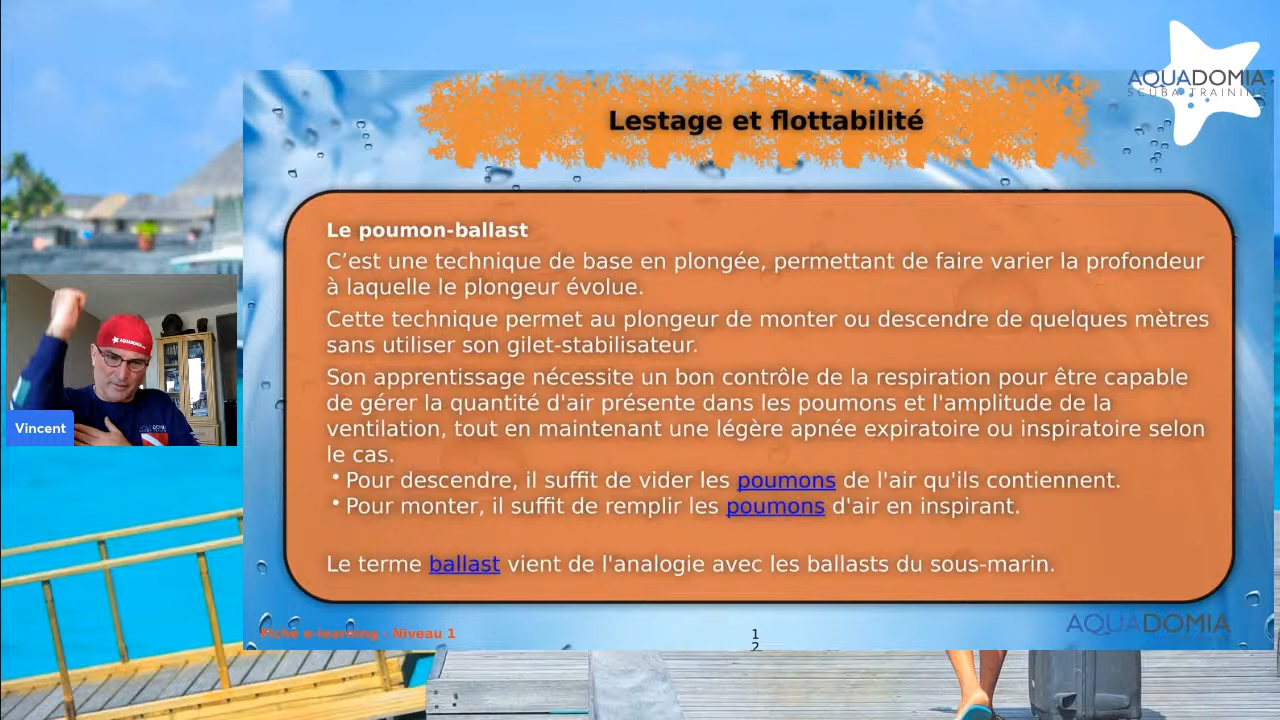 AQUADOMIA
SCUBA TRAINING
Lestage et flottabilité
Le poumon-ballast
C’est une technique de base en plongée, permettant de faire varier la profondeur
à laquelle le plongeur évolue.
Cette technique permet au plongeur de monter ou descendre de quelques mètres
sans utiliser son gilet-stabilisateur.
Son apprentissage nécessite un bon contrôle de la respiration pour être capable
de gérer la quantité d'air présente dans les poumons et l'amplitude de la
ventilation, tout en maintenant une légère apnée expiratoire ou inspiratoire selon
le cas.
• Pour descendre, il suffit de vider les poumons de l'air qu'ils contiennent.
• Pour monter, il suffit de remplir les poumons d'air en inspirant.
Le terme ballast vient de l'analogie avec les ballasts du sous-marin.
Vincent
Fiche e-learning - Niveau 1
1
2
AQUADOMIA